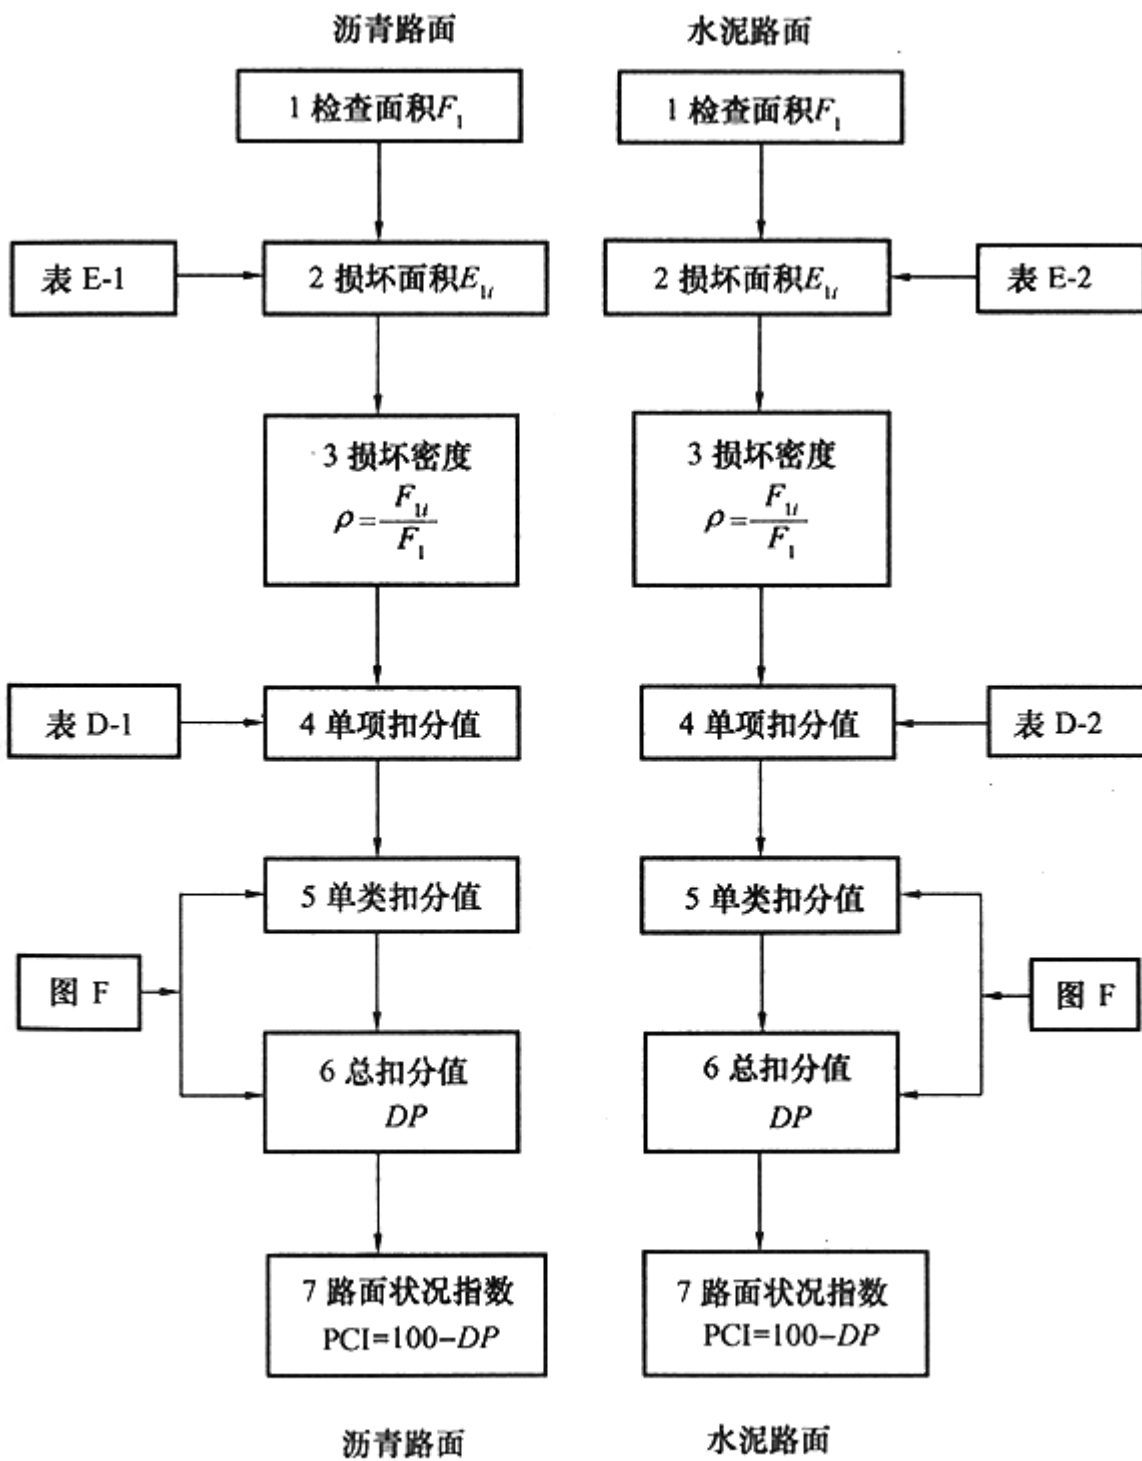 沥青路面
水泥路面
1 检查面积F₁
1 检查面积F₁
表 E-1
2 损坏面积E₁ᵢ
2 损坏面积E₁ᵢ
表 E-2
3 损坏密度
ρ=F₁ᵢ/F₁
3 损坏密度
ρ=F₁ᵢ/F₁
表 D-1
4 单项扣分值
4 单项扣分值
表 D-2
5 单类扣分值
5 单类扣分值
图 F
图 F
6 总扣分值
DP
6 总扣分值
DP
7 路面状况指数
PCI=100-DP
7 路面状况指数
PCI=100-DP
沥青路面
水泥路面